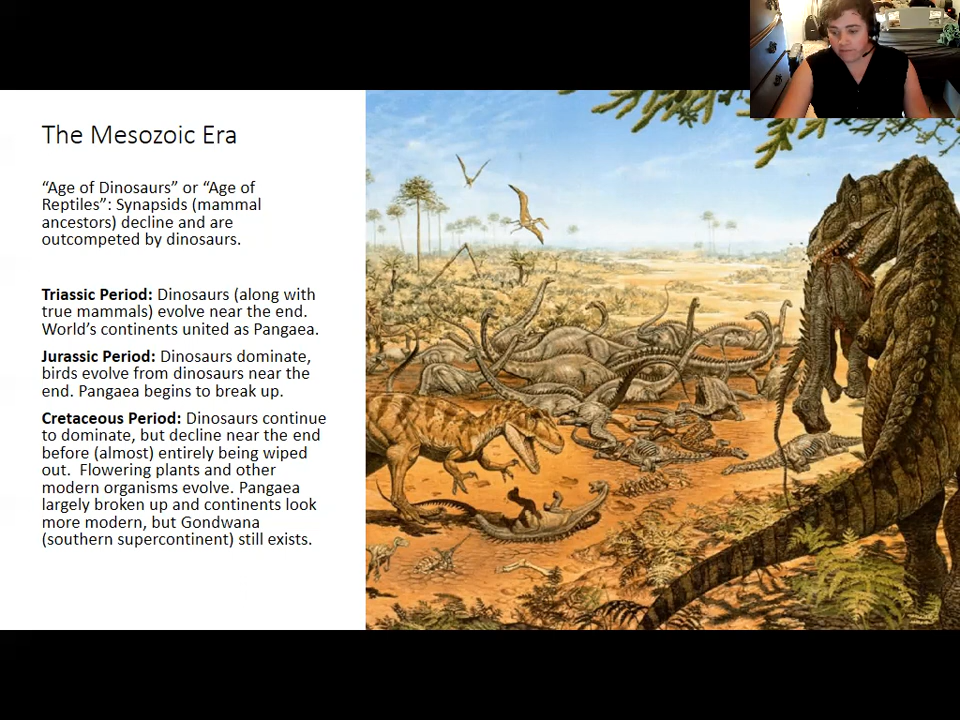 The Mesozoic Era
“Age of Dinosaurs” or “Age of
Reptiles”: Synapsids (mammal
ancestors) decline and are
outcompeted by dinosaurs.
Triassic Period: Dinosaurs (along with
true mammals) evolve near the end.
World’s continents united as Pangaea.
Jurassic Period: Dinosaurs dominate,
birds evolve from dinosaurs near the
end. Pangaea begins to break up.
Cretaceous Period: Dinosaurs continue
to dominate, but decline near the end
before (almost) entirely being wiped
out.  Flowering plants and other
modern organisms evolve. Pangaea
largely broken up and continents look
more modern, but Gondwana
(southern supercontinent) still exists.